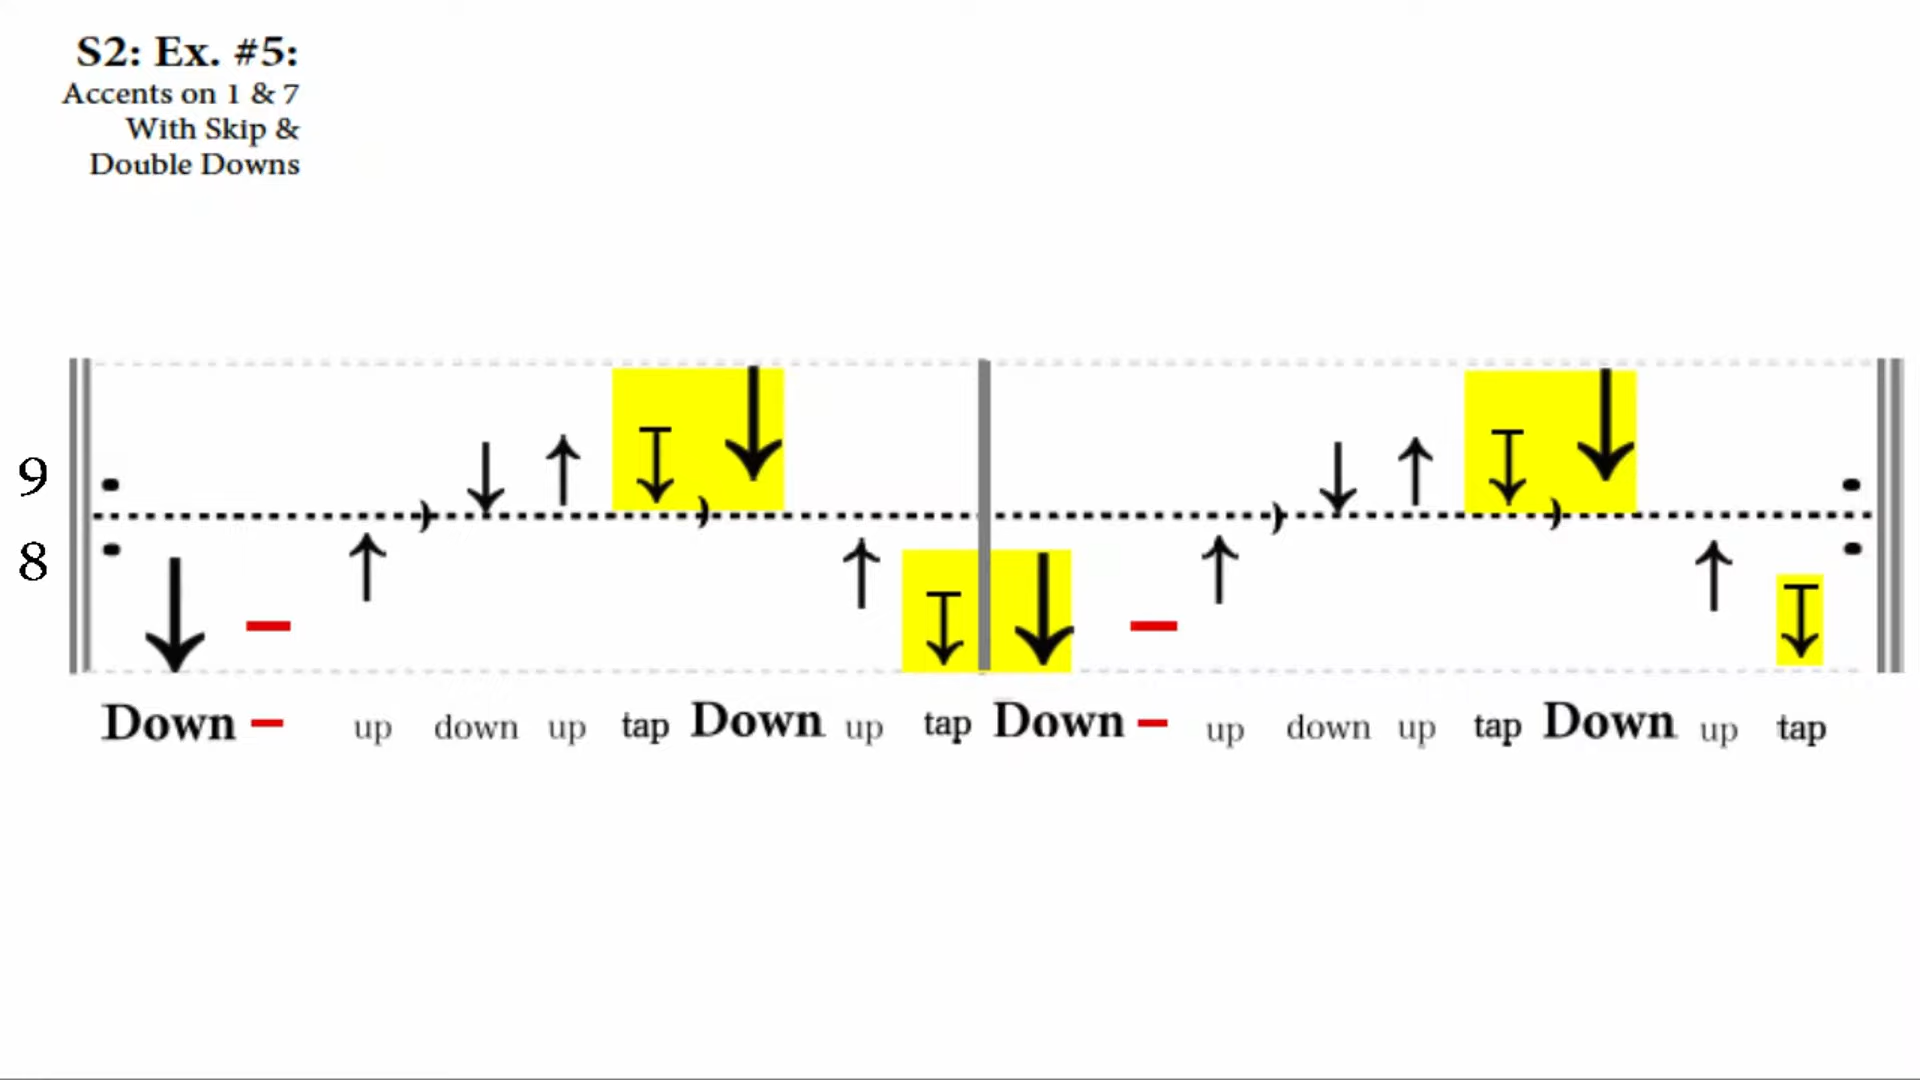 S2: Ex. #5:
Accents on 1 & 7
With Skip &
Double Downs
9
8
Down – up down up tap Down up tap Down – up down up tap Down up tap